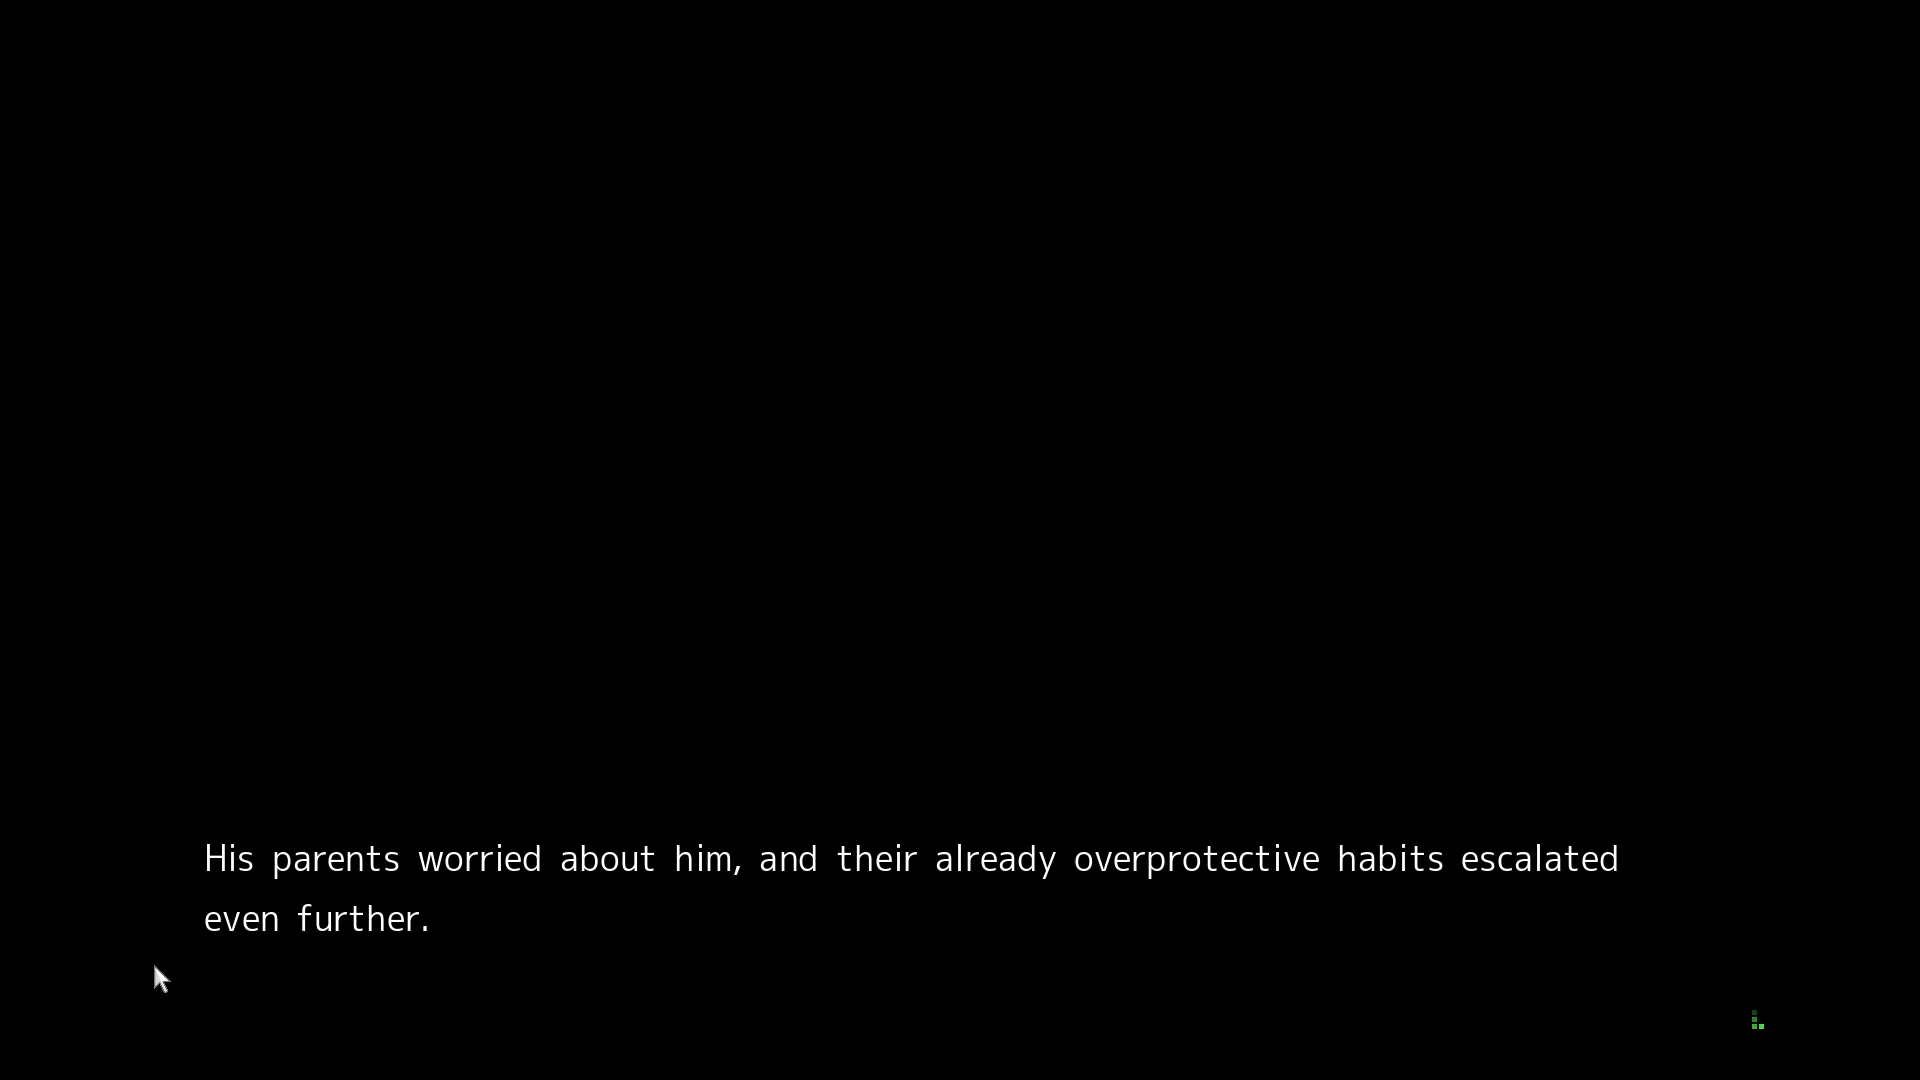 His parents worried about him, and their already overprotective habits escalated
even further.